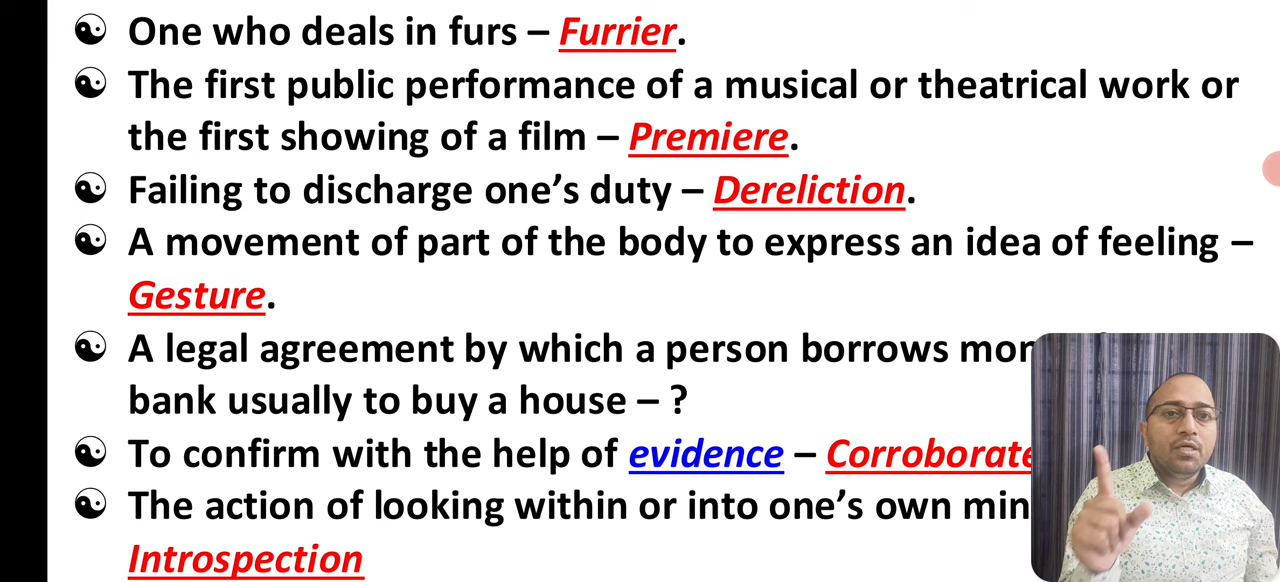 One who deals in furs – Furrier.
The first public performance of a musical or theatrical work or
the first showing of a film – Premiere.
Failing to discharge one’s duty – Dereliction.
A movement of part of the body to express an idea of feeling –
Gesture.
A legal agreement by which a person borrows
bank usually to buy a house – ?
To confirm with the help of evidence – Corroborate
The action of looking within or into one’s own
Introspection